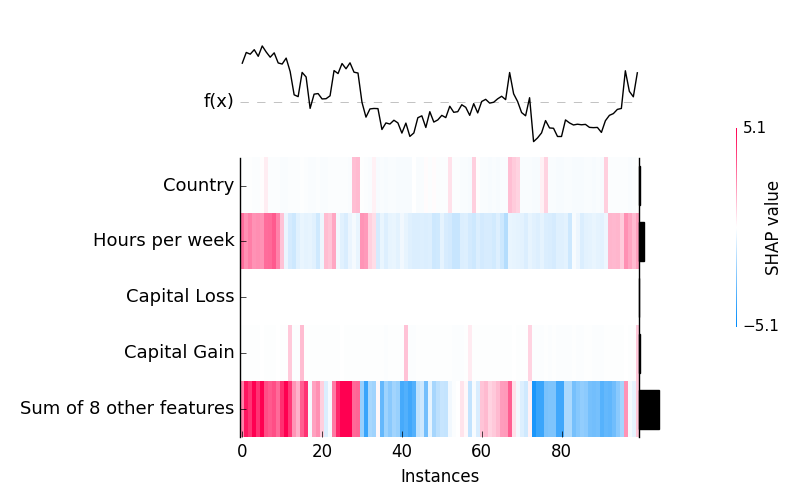 f(x)
Country
Hours per week
Capital Loss
Capital Gain
Sum of 8 other features
0 20 40 60 80
Instances
5.1
−5.1
SHAP value